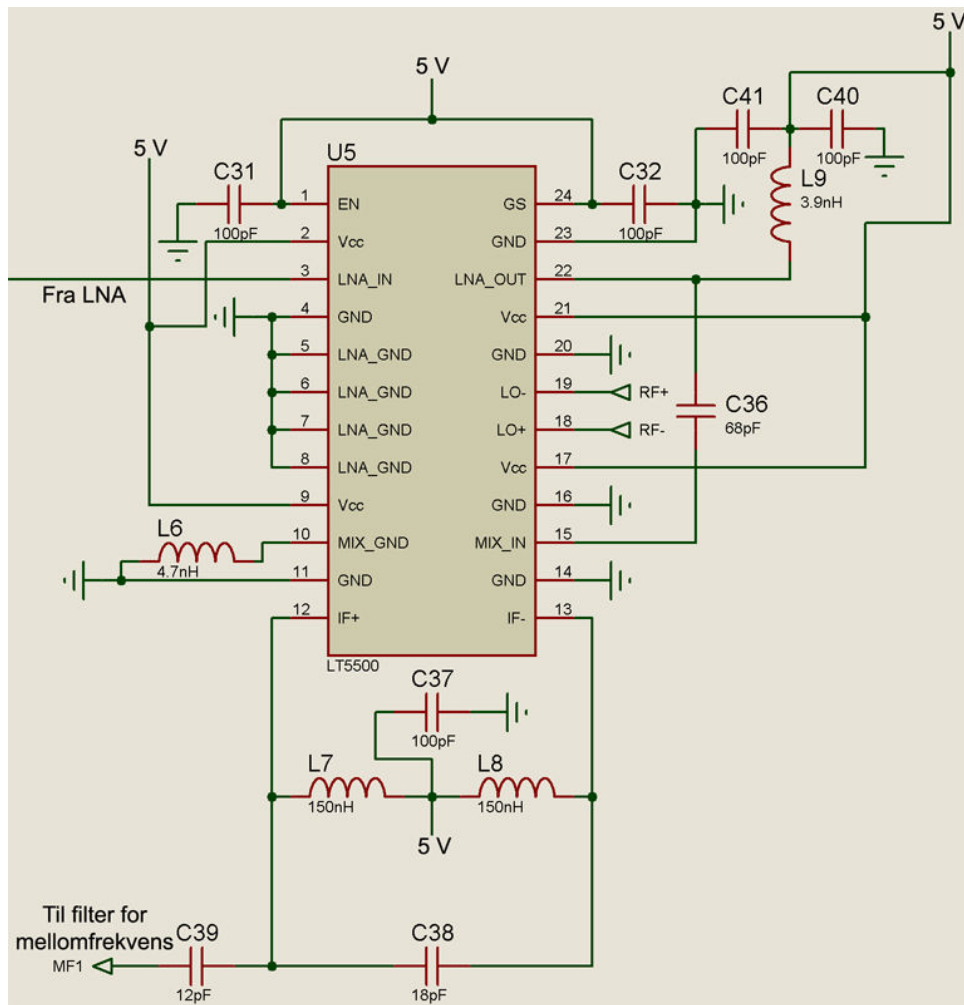 5 V
5 V
5 V
C41
C40
100pF
100pF
U5
C31
C32
100pF
100pF
L9
3.9nH
1 EN GS 24
2 Vcc GND 23
3 LNA_IN LNA_OUT 22
Fra LNA
4 GND Vcc 21
5 LNA_GND GND 20
6 LNA_GND LO- 19 RF+
7 LNA_GND LO+ 18 RF-
C36
68pF
8 LNA_GND Vcc 17
9 Vcc GND 16
L6
4.7nH
10 MIX_GND MIX_IN 15
11 GND GND 14
12 IF+ IF- 13
LT5500
C37
100pF
L7
150nH
L8
150nH
5 V
Til filter for
mellomfrekvens
MF1
C39
12pF
C38
18pF